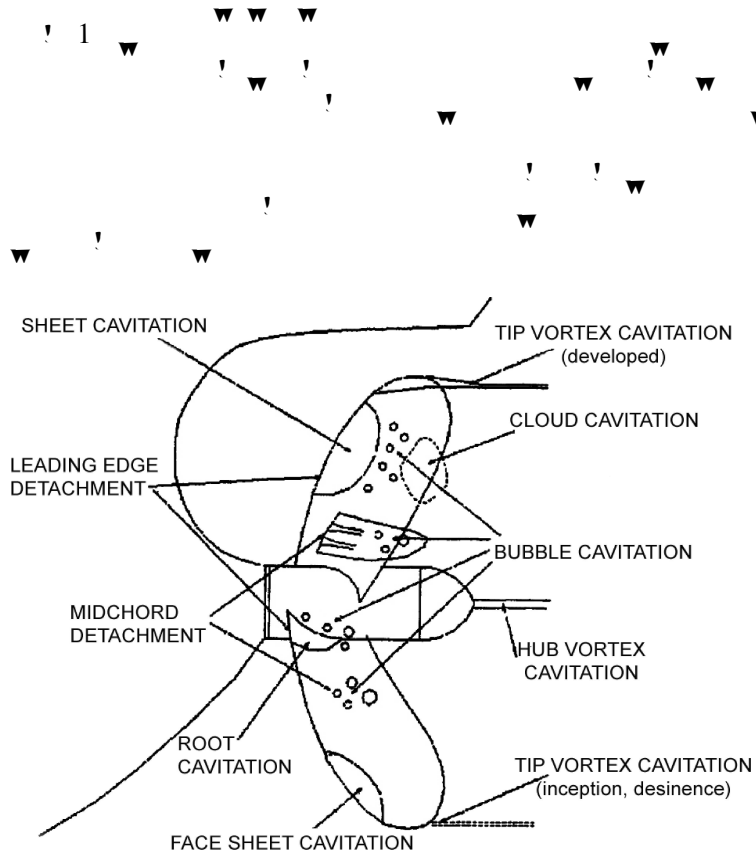 1
SHEET CAVITATION
TIP VORTEX CAVITATION
(developed)
CLOUD CAVITATION
LEADING EDGE
DETACHMENT
BUBBLE CAVITATION
MIDCHORD
DETACHMENT
HUB VORTEX
CAVITATION
ROOT
CAVITATION
TIP VORTEX CAVITATION
(inception, desinence)
FACE SHEET CAVITATION